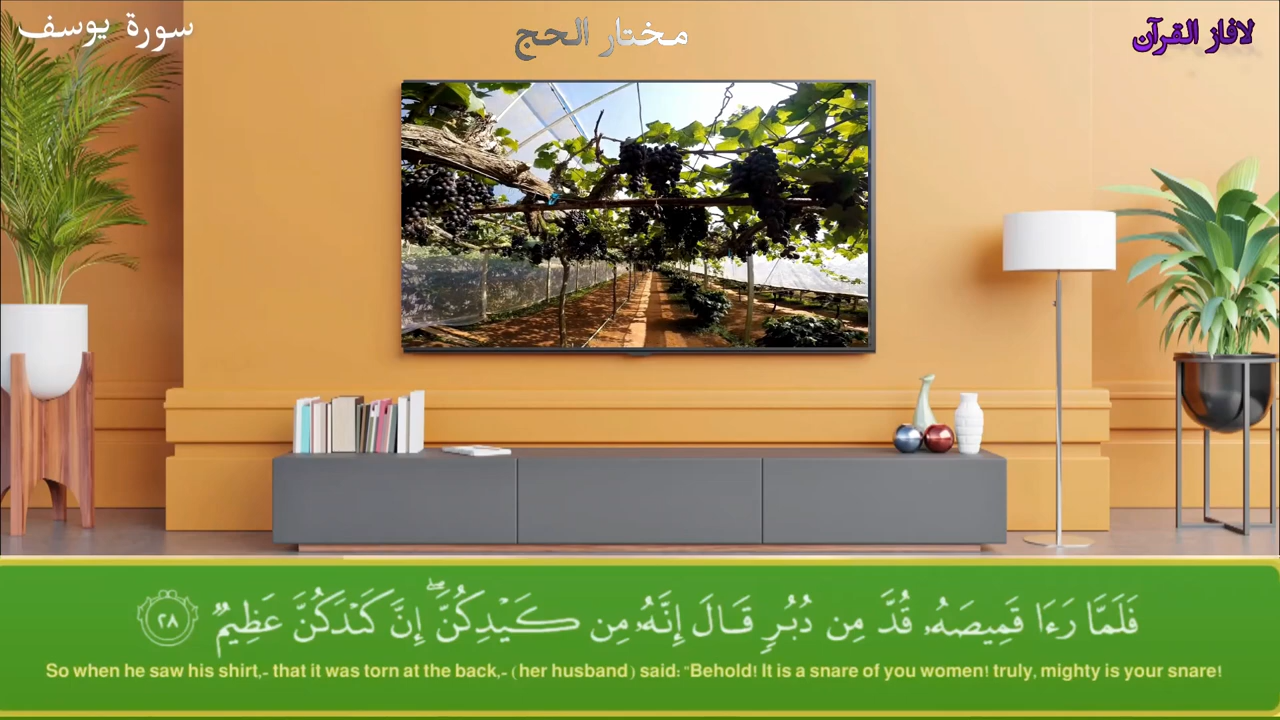 سورة يوسف
مختار الحج
لافاز القرآن
فَلَمَّا رَءَا قَمِيصَهُۥ قُدَّ مِن دُبُرٍ قَالَ إِنَّهُۥ مِن كَيْدِكُنَّ ۖ إِنَّ كَيْدَكُنَّ عَظِيمٌ ٢٨
So when he saw his shirt,- that it was torn at the back,- ( her husband ) said: "Behold! It is a snare of you women! truly, mighty is your snare!